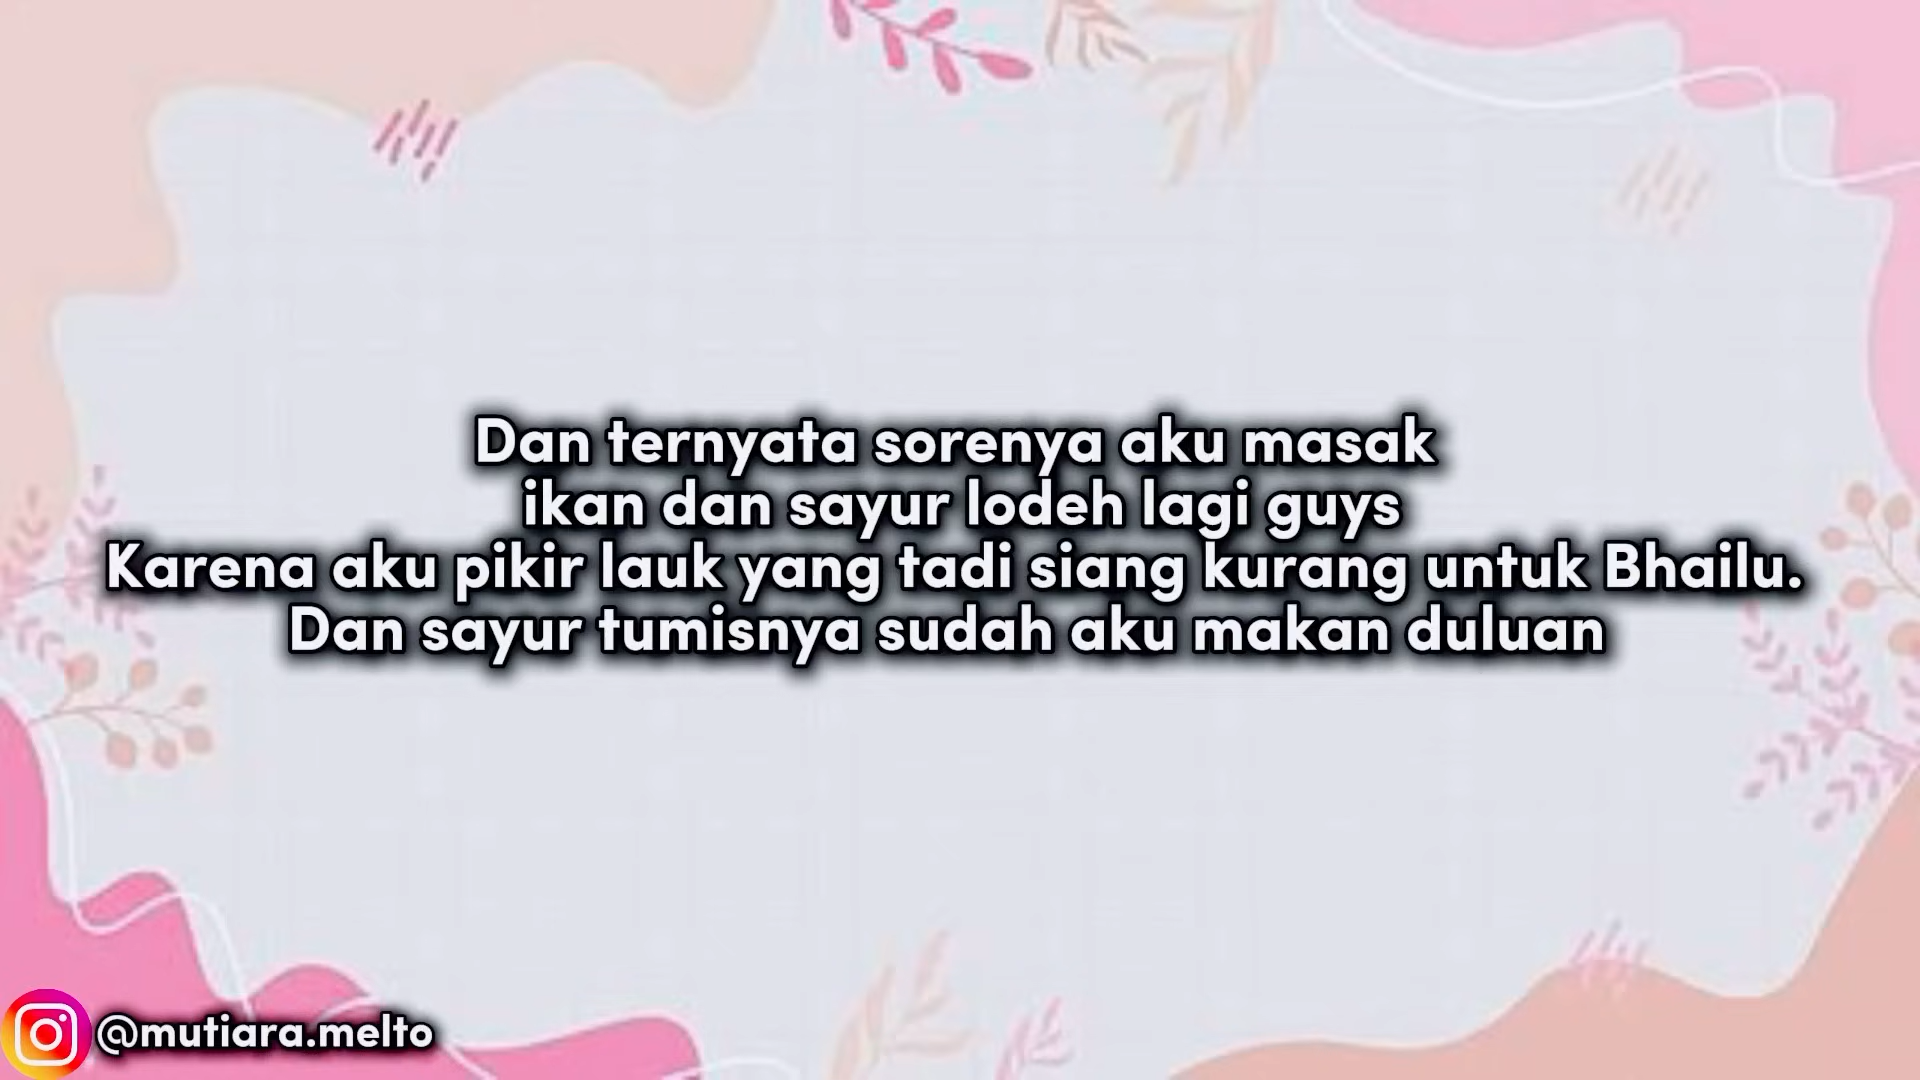 Dan ternyata sorenya aku masak
ikan dan sayur lodeh lagi guys
Karena aku pikir lauk yang tadi siang kurang untuk Bhailu.
Dan sayur tumisnya sudah aku makan duluan
@mutiara.melto